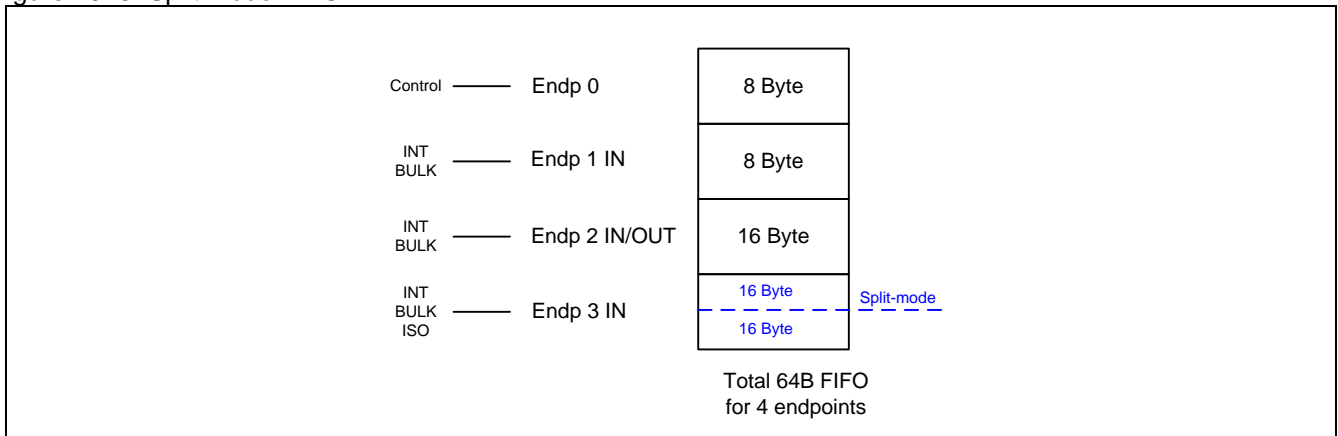 Control
Endp 0
8 Byte
INT
BULK
Endp 1 IN
8 Byte
INT
BULK
Endp 2 IN/OUT
16 Byte
INT
BULK
ISO
Endp 3 IN
16 Byte
Split-mode
16 Byte
Total 64B FIFO
for 4 endpoints